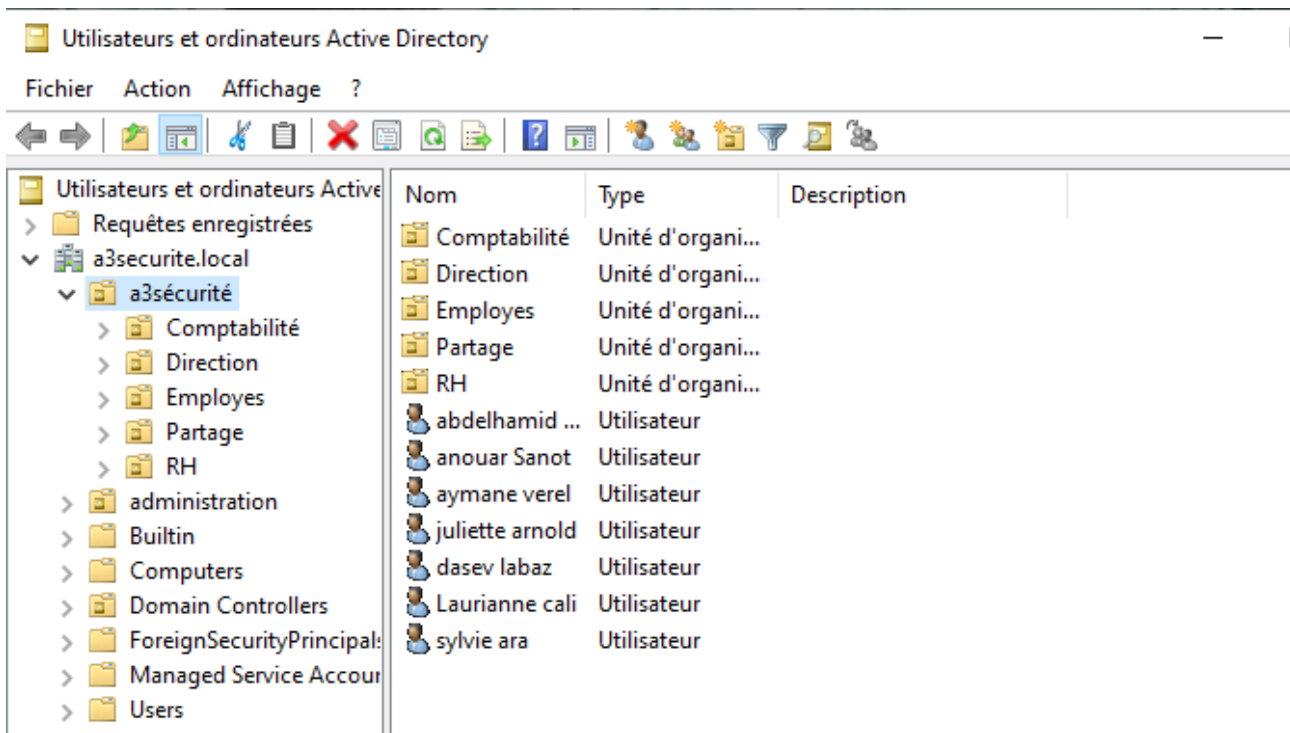 Utilisateurs et ordinateurs Active Directory
Fichier Action Affichage ?
Utilisateurs et ordinateurs Active
Requêtes enregistrées
a3securite.local
a3sécurité
Comptabilité
Direction
Employes
Partage
RH
administration
Builtin
Computers
Domain Controllers
ForeignSecurityPrincipals
Managed Service Accour
Users
Nom Type Description
Comptabilité Unité d'organi...
Direction Unité d'organi...
Employes Unité d'organi...
Partage Unité d'organi...
RH Unité d'organi...
abdelhamid ... Utilisateur
anouar Sanot Utilisateur
aymane verel Utilisateur
juliette arnold Utilisateur
dasev labaz Utilisateur
Laurianne cali Utilisateur
sylvie ara Utilisateur